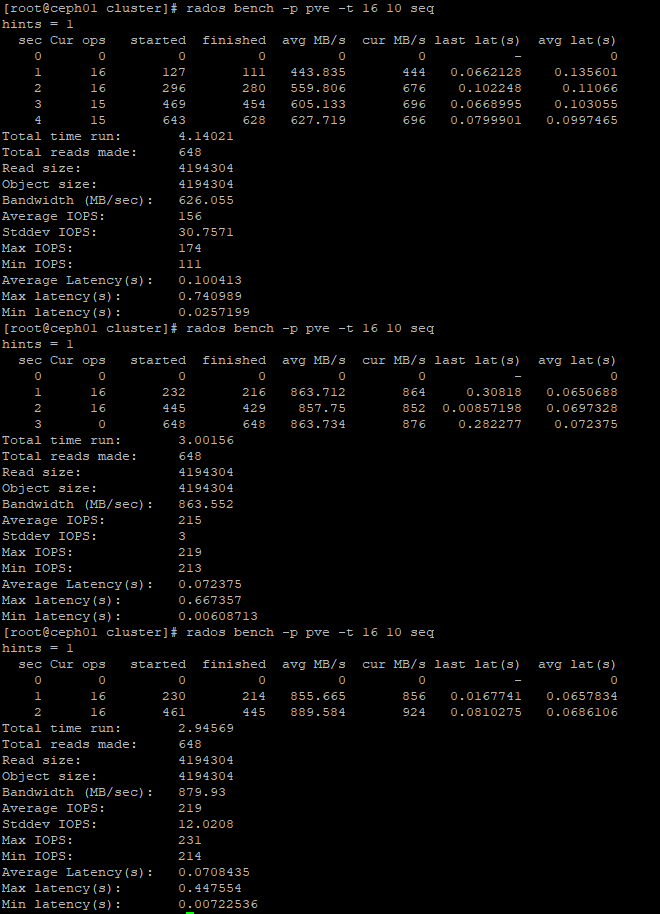 [root@ceph01 cluster]# rados bench -p pve -t 16 10 seq
hints = 1
  sec Cur ops   started  finished  avg MB/s  cur MB/s last lat(s)  avg lat(s)
    0       0         0         0         0         0           -           0
    1      16       127       111   443.835       444   0.0662128    0.135601
    2      16       296       280   559.806       676    0.102248     0.11066
    3      15       469       454   605.133       696   0.0668995    0.103055
    4      15       643       628   627.719       696   0.0799901   0.0997465
Total time run:       4.14021
Total reads made:     648
Read size:            4194304
Object size:          4194304
Bandwidth (MB/sec):   626.055
Average IOPS:         156
Stddev IOPS:          30.7571
Max IOPS:             174
Min IOPS:             111
Average Latency(s):   0.100413
Max latency(s):       0.740989
Min latency(s):       0.0257199
[root@ceph01 cluster]# rados bench -p pve -t 16 10 seq
hints = 1
  sec Cur ops   started  finished  avg MB/s  cur MB/s last lat(s)  avg lat(s)
    0       0         0         0         0         0           -           0
    1      16       232       216   863.712       864     0.30818   0.0650688
    2      16       445       429    857.75       852  0.00857198   0.0697328
    3       0       648       648   863.734       876    0.282277    0.072375
Total time run:       3.00156
Total reads made:     648
Read size:            4194304
Object size:          4194304
Bandwidth (MB/sec):   863.552
Average IOPS:         215
Stddev IOPS:          3
Max IOPS:             219
Min IOPS:             213
Average Latency(s):   0.072375
Max latency(s):       0.667357
Min latency(s):       0.00608713
[root@ceph01 cluster]# rados bench -p pve -t 16 10 seq
hints = 1
  sec Cur ops   started  finished  avg MB/s  cur MB/s last lat(s)  avg lat(s)
    0       0         0         0         0         0           -           0
    1      16       230       214   855.665       856   0.0167741   0.0657834
    2      16       461       445   889.584       924   0.0810275   0.0686106
Total time run:       2.94569
Total reads made:     648
Read size:            4194304
Object size:          4194304
Bandwidth (MB/sec):   879.93
Average IOPS:         219
Stddev IOPS:          12.0208
Max IOPS:             231
Min IOPS:             214
Average Latency(s):   0.0708435
Max latency(s):       0.447554
Min latency(s):       0.00722536